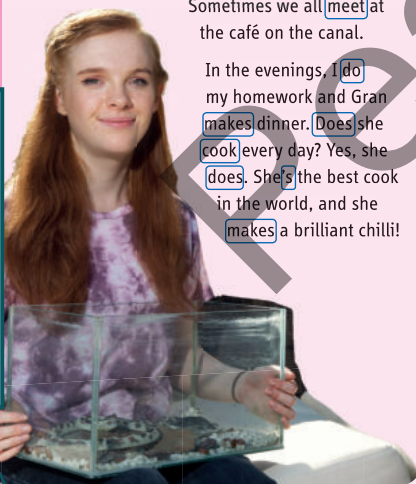 Sometimes we all meet at
the café on the canal.
In the evenings, I do
my homework and Gran
makes dinner. Does she
cook every day? Yes, she
does. She's the best cook
in the world, and she
makes a brilliant chilli!
Pe